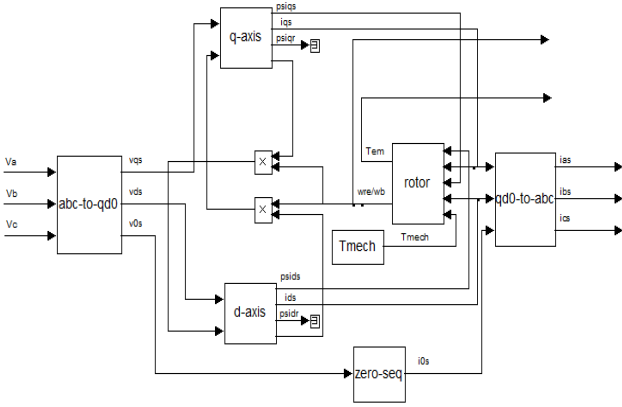 psiqs
iqs
q-axis
psiqr
Va
vqs
Tem
ias
Vb
abc-to-qd0
vds
wre/wb
rotor
qd0-to-abc
ibs
Vc
v0s
Tmech
Tmech
ics
psids
ids
d-axis
psidr
zero-seq
i0s